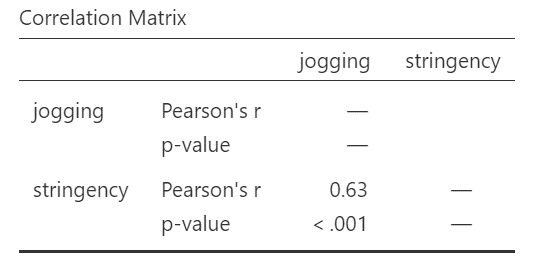 Correlation Matrix
jogging stringency
jogging Pearson's r —
p-value —
stringency Pearson's r 0.63 —
p-value < .001 —